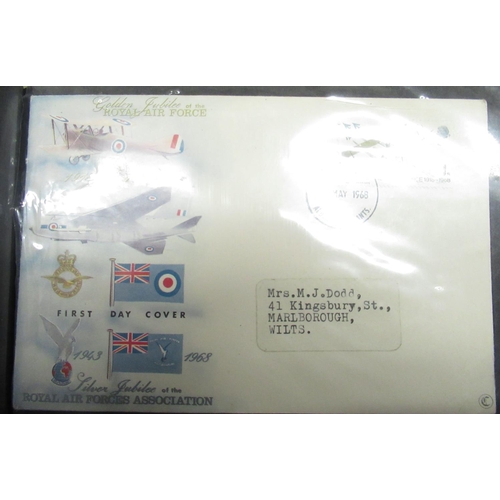 Golden Jubilee of the
ROYAL AIR FORCE
MAY 1968
FIRST DAY COVER
1943 1968
Silver Jubilee of the
ROYAL AIR FORCES ASSOCIATION
Mrs.M.J.Dodd,
41 Kingsbury,St.,
MARLBOROUGH,
WILTS.